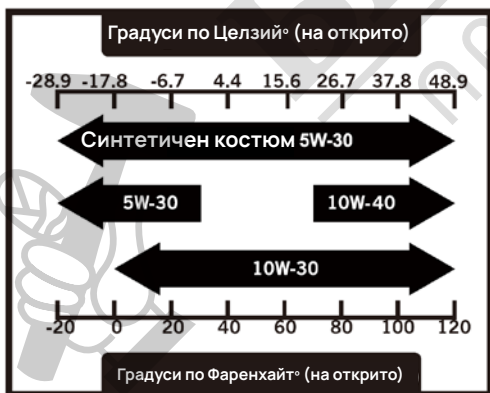 Градуси по Целзий° (на открито)
-28.9 -17.8 -6.7 4.4 15.6 26.7 37.8 48.9
Синтетичен костюм 5W-30
5W-30 10W-40
10W-30
-20 0 20 40 60 80 100 120
Градуси по Фаренхайт° (на открито)